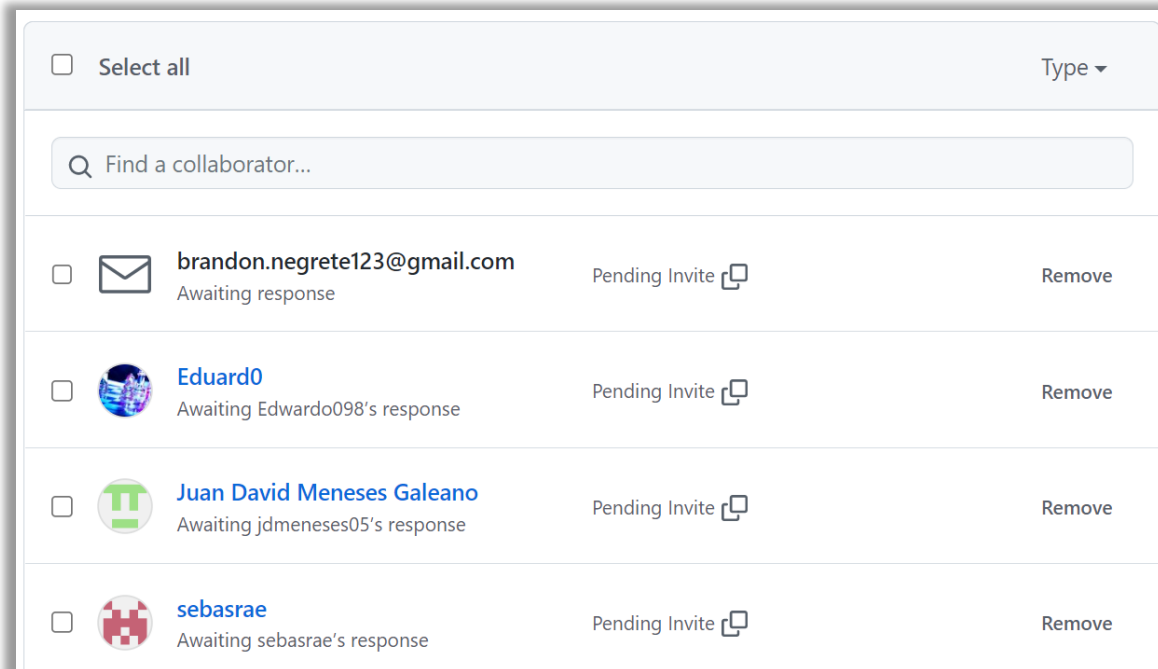 Select all
Type
Find a collaborator...
brandon.negrete123@gmail.com
Awaiting response
Pending Invite
Remove
Eduard0
Awaiting Edwardo098's response
Pending Invite
Remove
Juan David Meneses Galeano
Awaiting jdmeneses05's response
Pending Invite
Remove
sebasrae
Awaiting sebasrae's response
Pending Invite
Remove